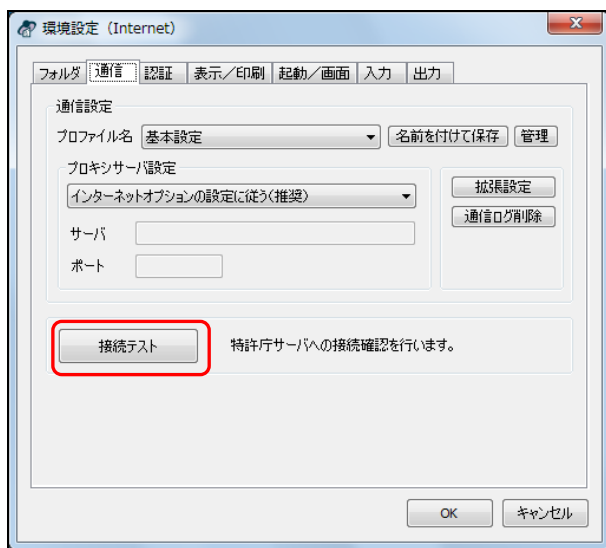 環境設定（Internet）
フォルダ 通信 認証 表示／印刷 起動／画面 入力 出力
通信設定
プロファイル名 基本設定 名前を付けて保存 管理
プロキシサーバ設定
インターネットオプションの設定に従う(推奨) 拡張設定
通信ログ削除
サーバ
ポート
接続テスト 特許庁サーバへの接続確認を行います。
OK キャンセル